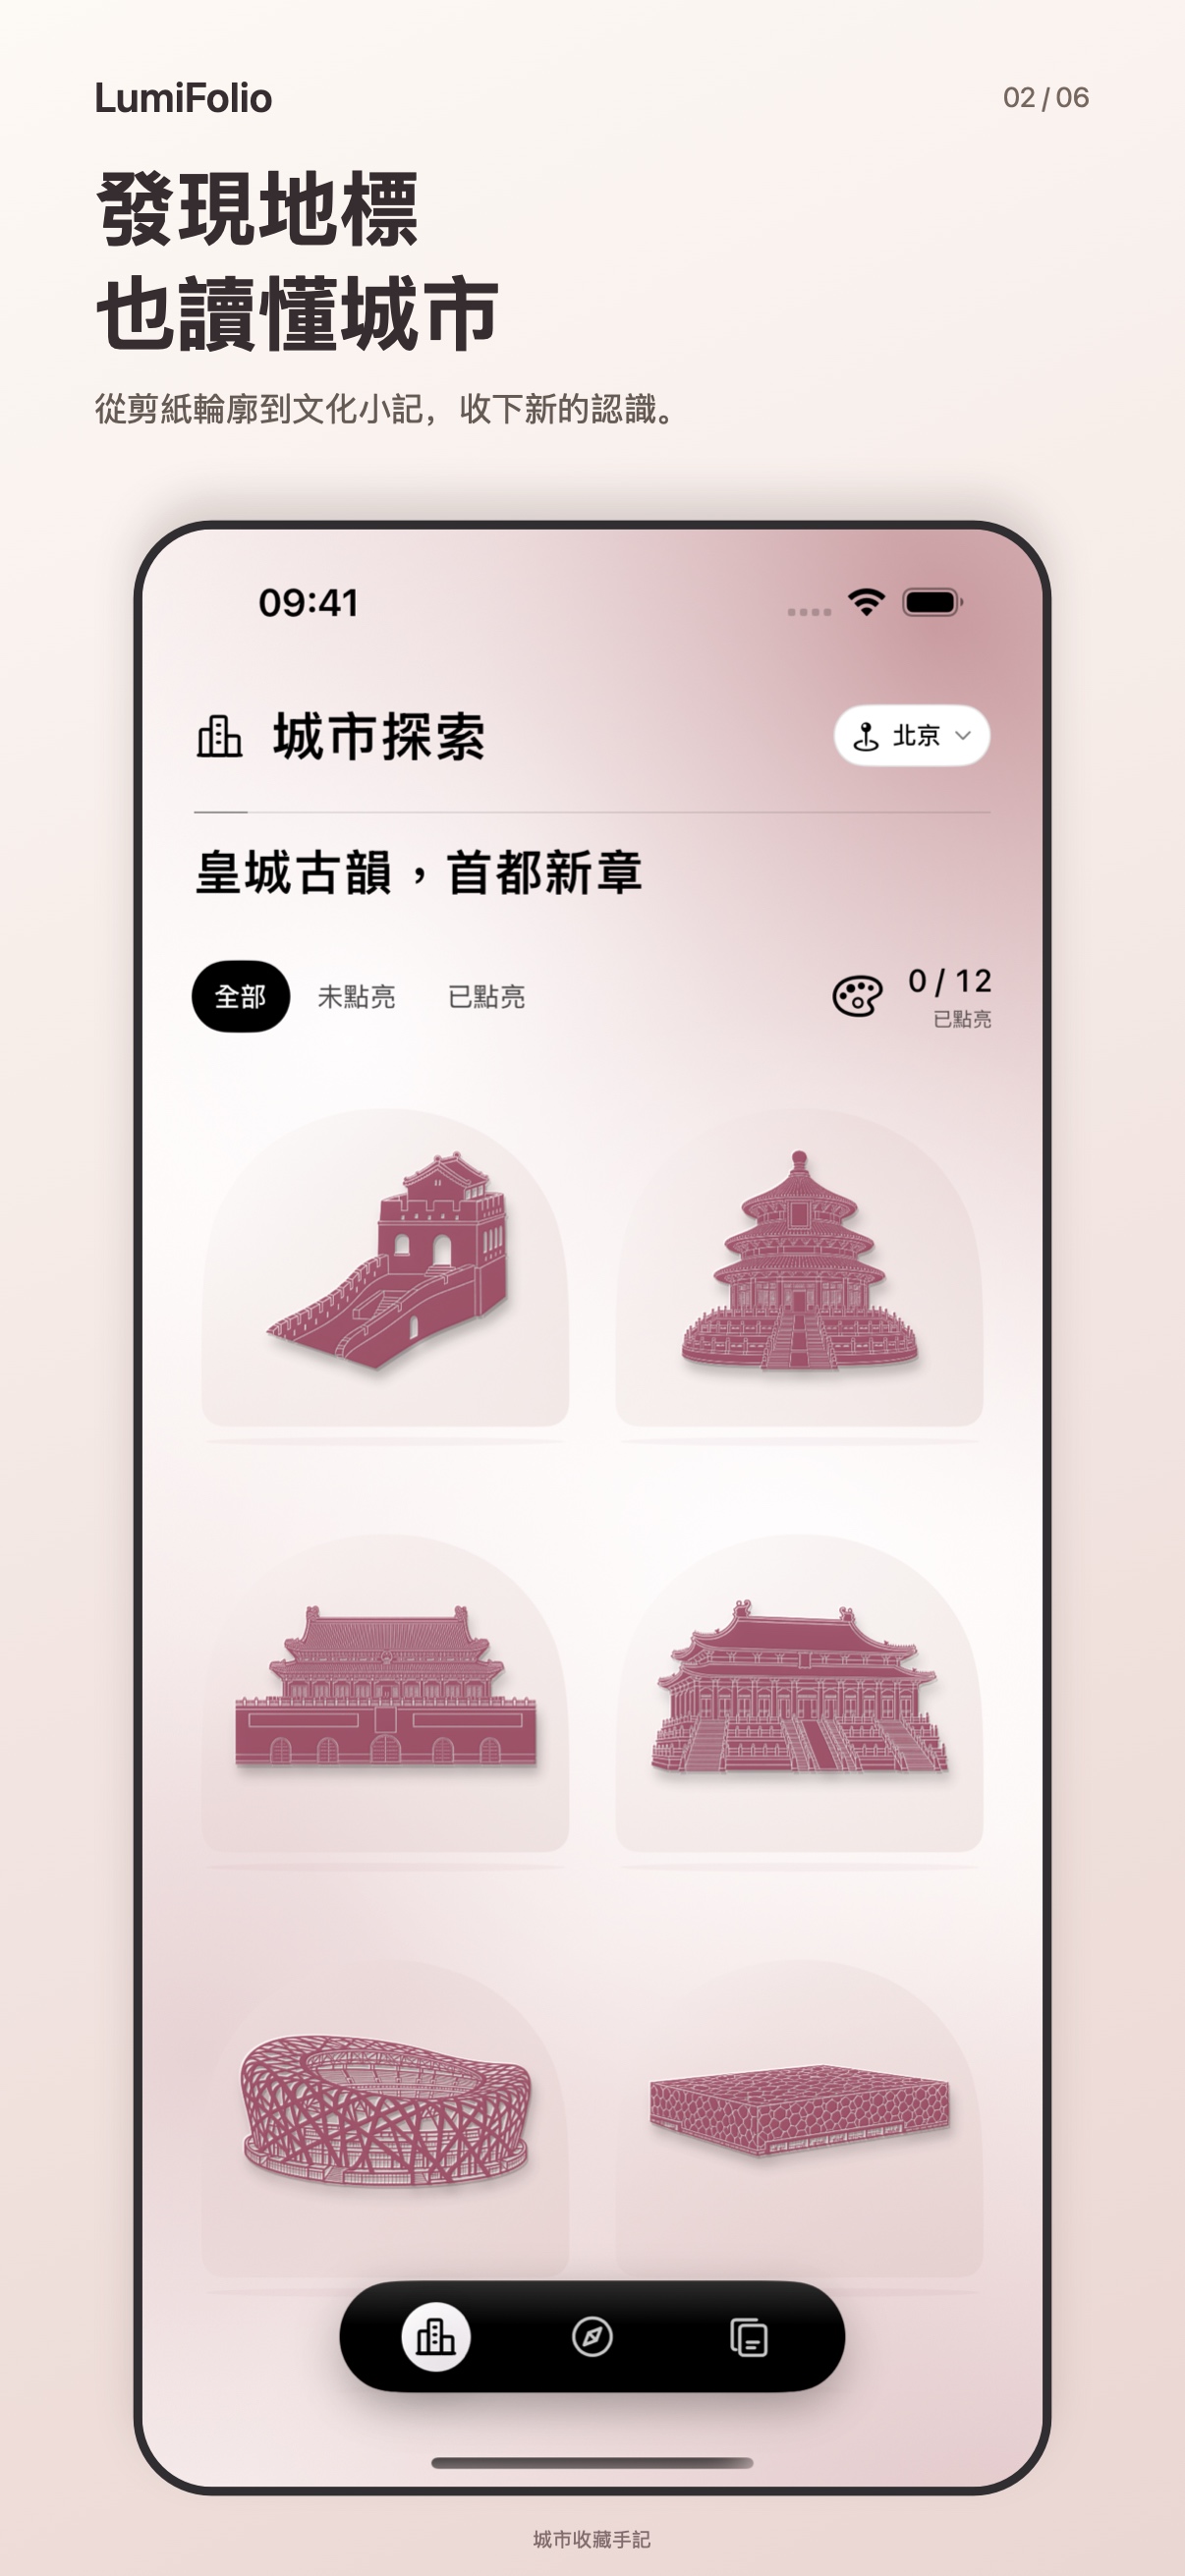 LumiFolio
02 / 06
發現地標
也讀懂城市
從剪紙輪廓到文化小記，收下新的認識。
09:41
城市探索
北京
皇城古韻，首都新章
全部
未點亮
已點亮
0 / 12
已點亮
城市收藏手記